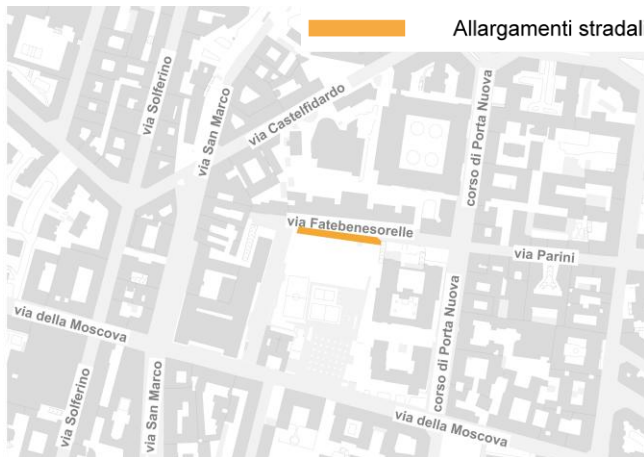 Allargamenti stradal
via Solferino
via San Marco
via Castelfidardo
corso di Porta Nuova
via Fatebenesorelle
via Parini
via della Moscova
corso di Porta Nuova
via Solferino
via San Marco
via della Moscova